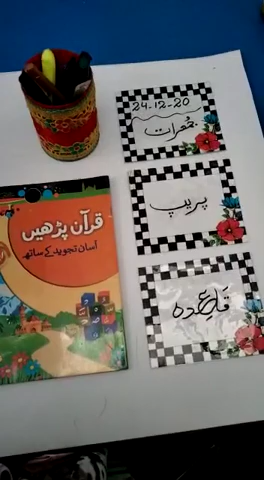 24-12-20
جمعرات
پریپ
قاعدہ
قرآن پڑھیں
آسان تجوید کے ساتھ